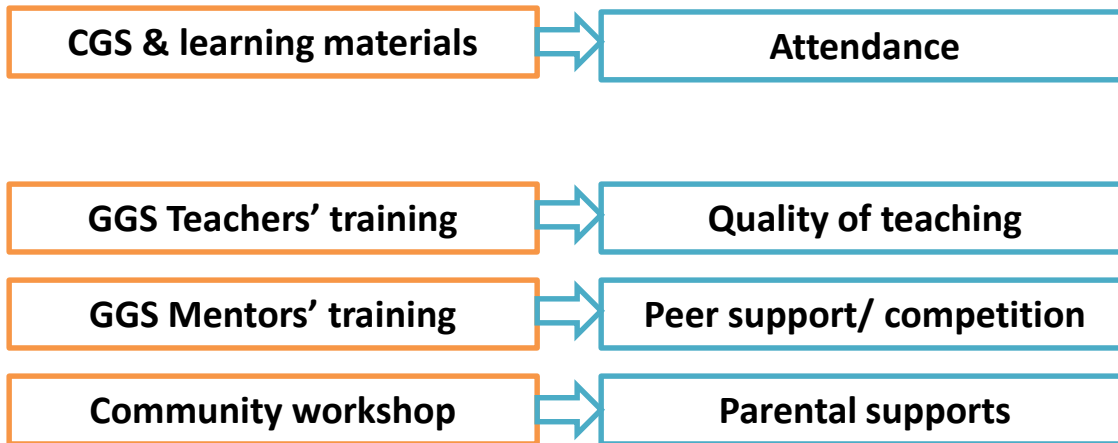 CGS & learning materials
Attendance
GGS Teachers’ training
Quality of teaching
GGS Mentors’ training
Peer support/ competition
Community workshop
Parental supports